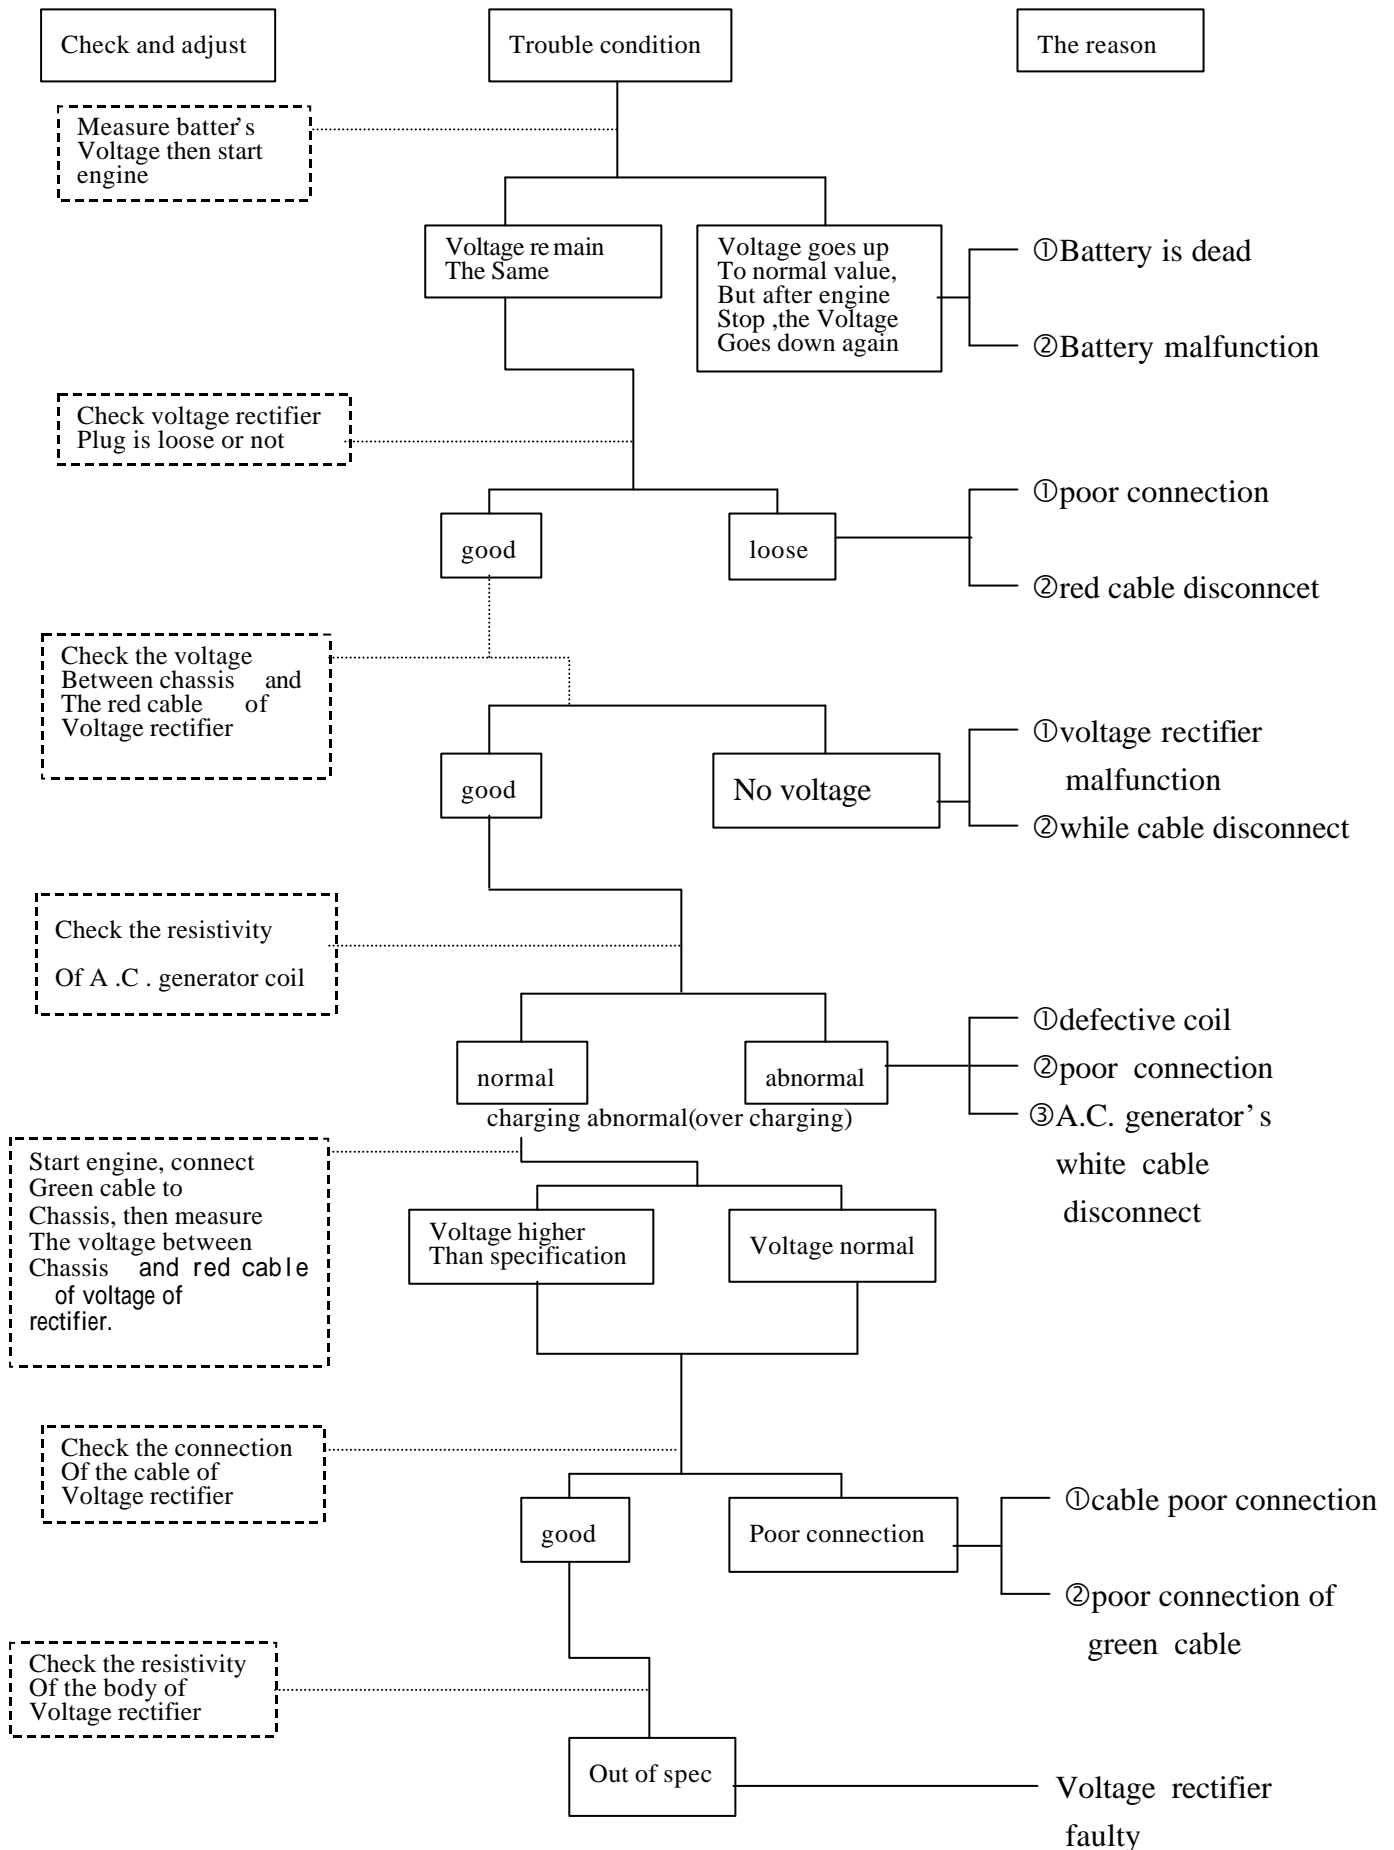 Check and adjust
Trouble condition
The reason
Measure batter’s
Voltage then start
engine
Voltage re main
The Same
Voltage goes up
To normal value,
But after engine
Stop ,the Voltage
Goes down again
①Battery is dead
②Battery malfunction
Check voltage rectifier
Plug is loose or not
good
loose
①poor connection
②red cable disconncet
Check the voltage
Between chassis and
The red cable of
Voltage rectifier
good
No voltage
①voltage rectifier
malfunction
②while cable disconnect
Check the resistivity
Of A .C . generator coil
normal
abnormal
①defective coil
②poor connection
③A.C. generator’s
white cable
disconnect
charging abnormal(over charging)
Start engine, connect
Green cable to
Chassis, then measure
The voltage between
Chassis and red cable
of voltage of
rectifier.
Voltage higher
Than specification
Voltage normal
Check the connection
Of the cable of
Voltage rectifier
good
Poor connection
①cable poor connection
②poor connection of
green cable
Check the resistivity
Of the body of
Voltage rectifier
Out of spec
Voltage rectifier
faulty